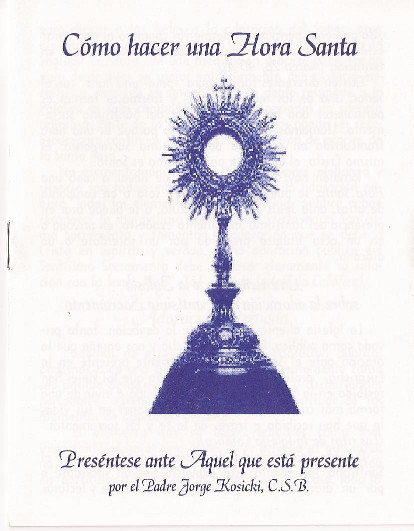 Cómo hacer una Hora Santa
Preséntese ante Aquel que está presente
por el Padre Jorge Kosicki, C.S.B.